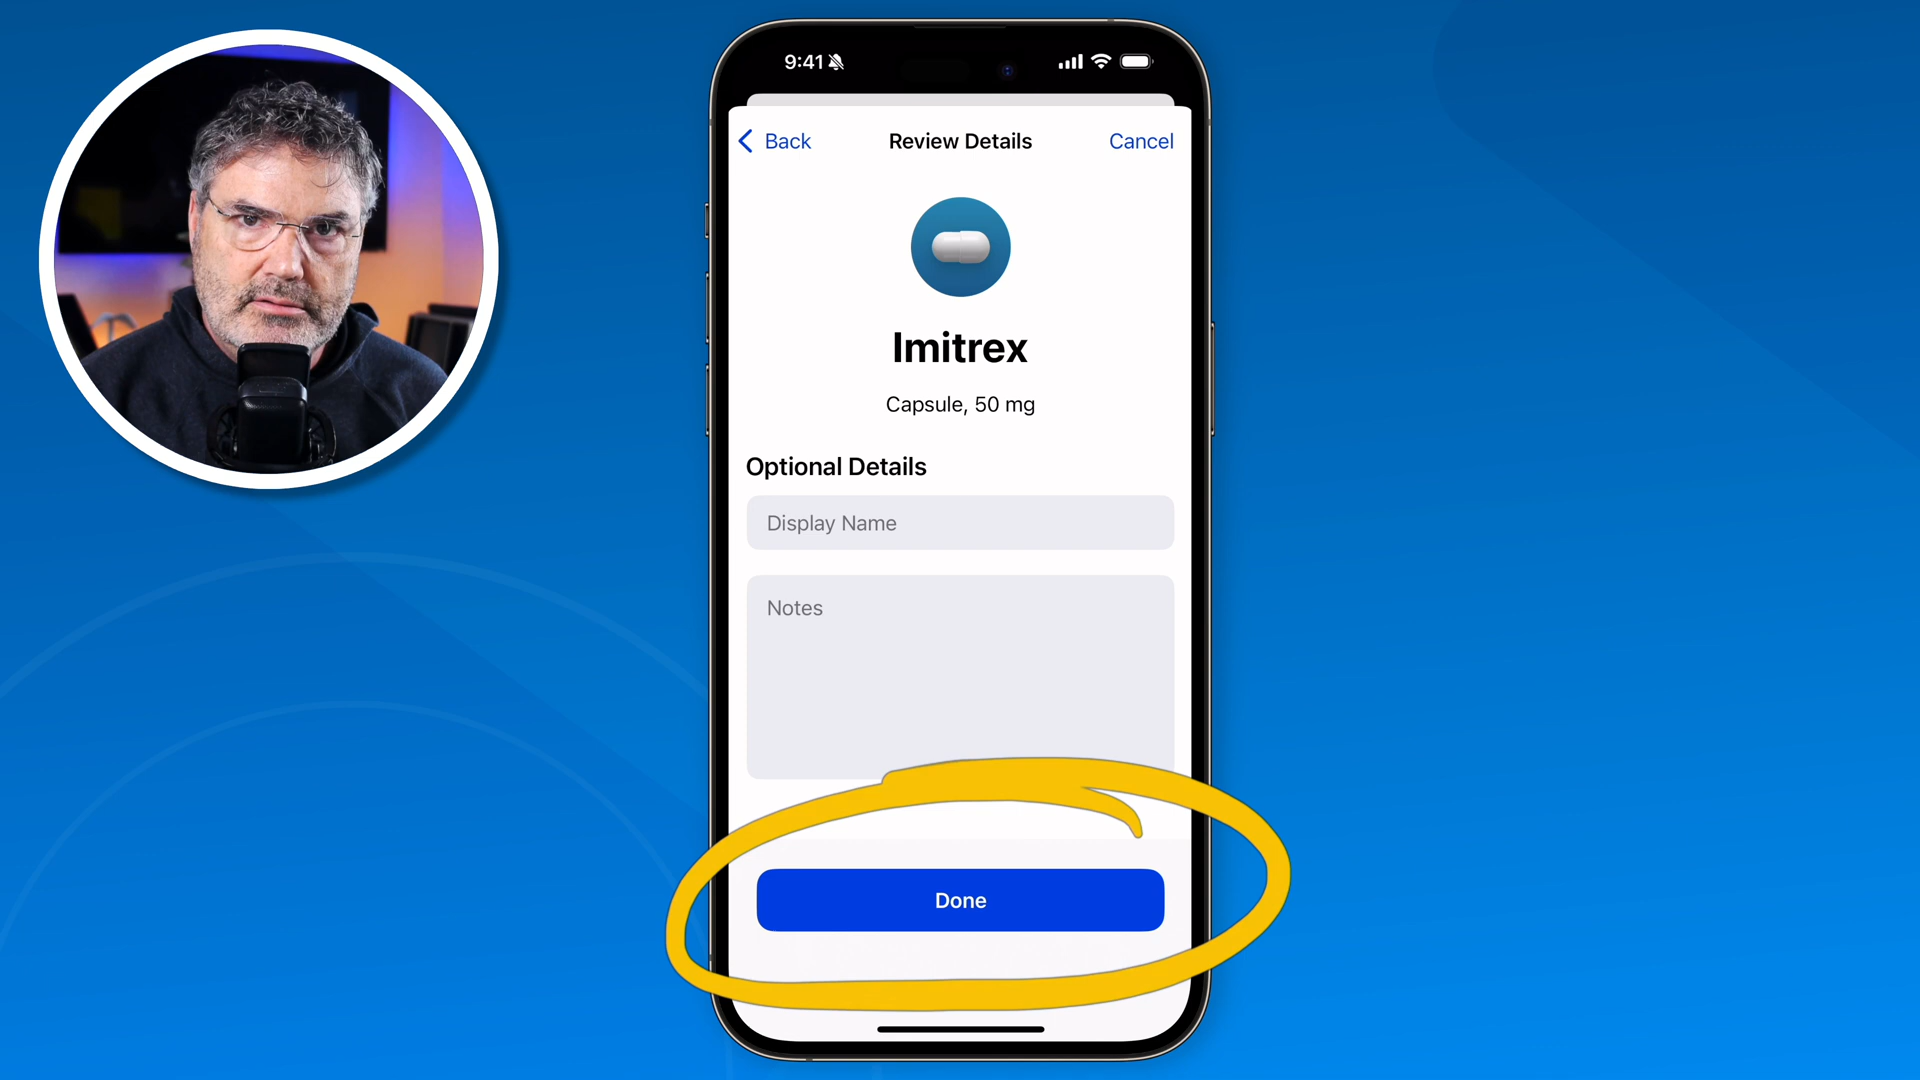 9:41
Back Review Details Cancel
Imitrex
Capsule, 50 mg
Optional Details
Display Name
Notes
Done